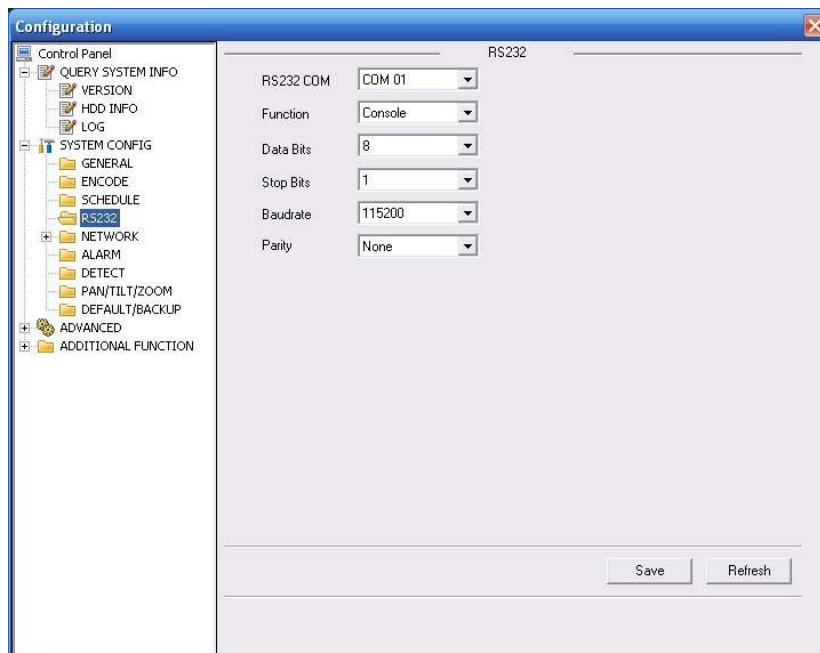 Configuration
Control Panel
QUERY SYSTEM INFO
VERSION
HDD INFO
LOG
SYSTEM CONFIG
GENERAL
ENCODE
SCHEDULE
RS232
NETWORK
ALARM
DETECT
PAN/TILT/ZOOM
DEFAULT/BACKUP
ADVANCED
ADDITIONAL FUNCTION
RS232
RS232 COM COM 01
Function Console
Data Bits 8
Stop Bits 1
Baudrate 115200
Parity None
Save Refresh